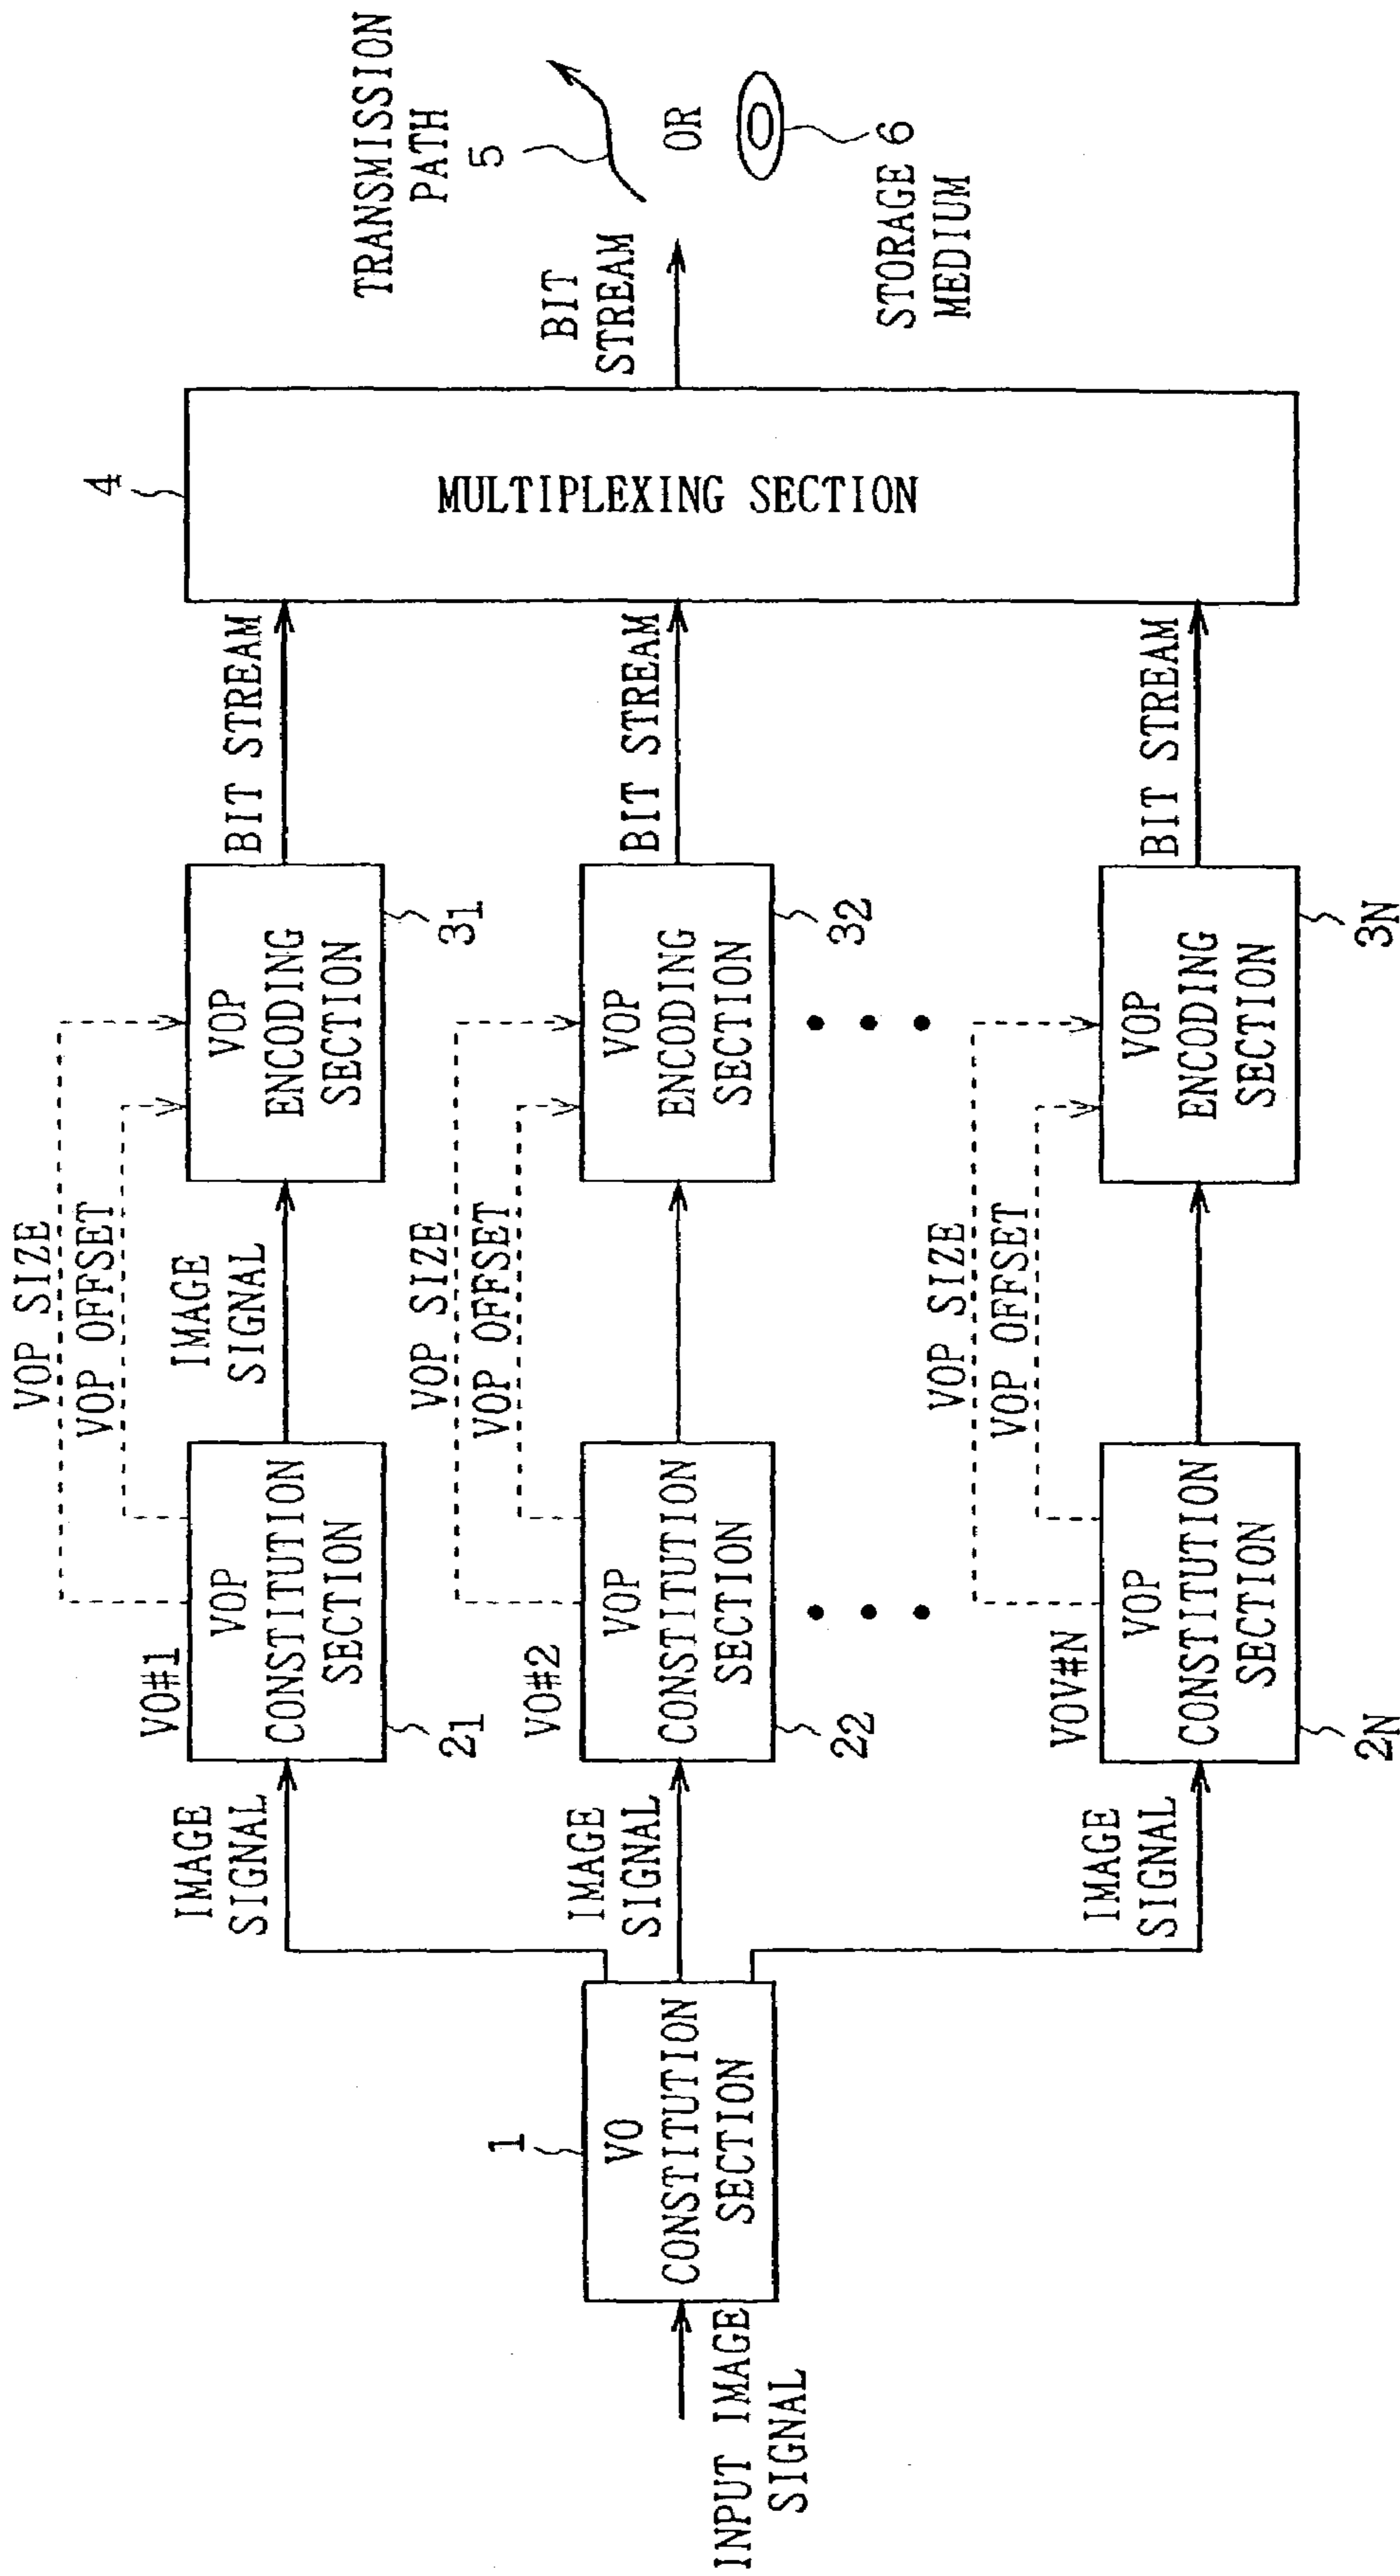 INPUT IMAGE
SIGNAL
1
VO
CONSTITUTION
SECTION
IMAGE
SIGNAL
IMAGE
SIGNAL
IMAGE
SIGNAL
VO#1
VOP
CONSTITUTION
SECTION
21
VOP SIZE
VOP OFFSET
IMAGE
SIGNAL
VOP
ENCODING
SECTION
31
BIT STREAM
VO#2
VOP
CONSTITUTION
SECTION
22
VOP SIZE
VOP OFFSET
VOP
ENCODING
SECTION
32
BIT STREAM
VOV#N
VOP
CONSTITUTION
SECTION
2N
VOP SIZE
VOP OFFSET
VOP
ENCODING
SECTION
3N
BIT STREAM
4
MULTIPLEXING SECTION
BIT
STREAM
TRANSMISSION
PATH
5
OR
6
STORAGE
MEDIUM